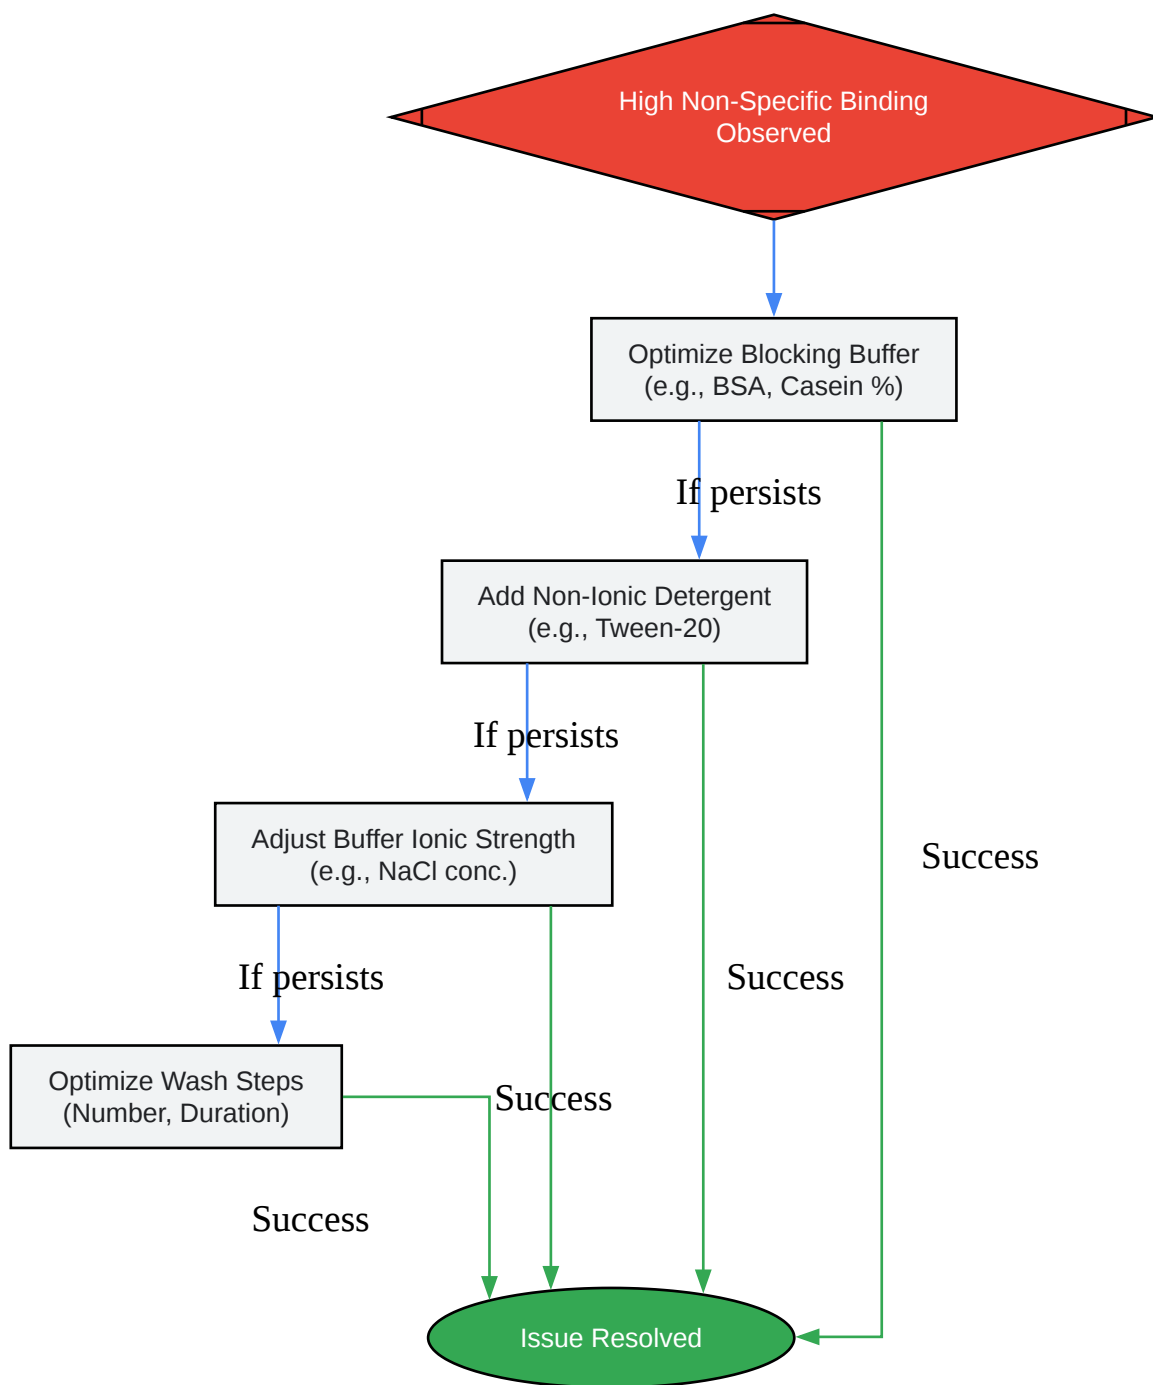 High Non-Specific Binding
Observed
Optimize Blocking Buffer
(e.g., BSA, Casein %)
If persists
Add Non-Ionic Detergent
(e.g., Tween-20)
If persists
Adjust Buffer Ionic Strength
(e.g., NaCl conc.)
Success
If persists
Success
Optimize Wash Steps
(Number, Duration)
Success
Success
Issue Resolved